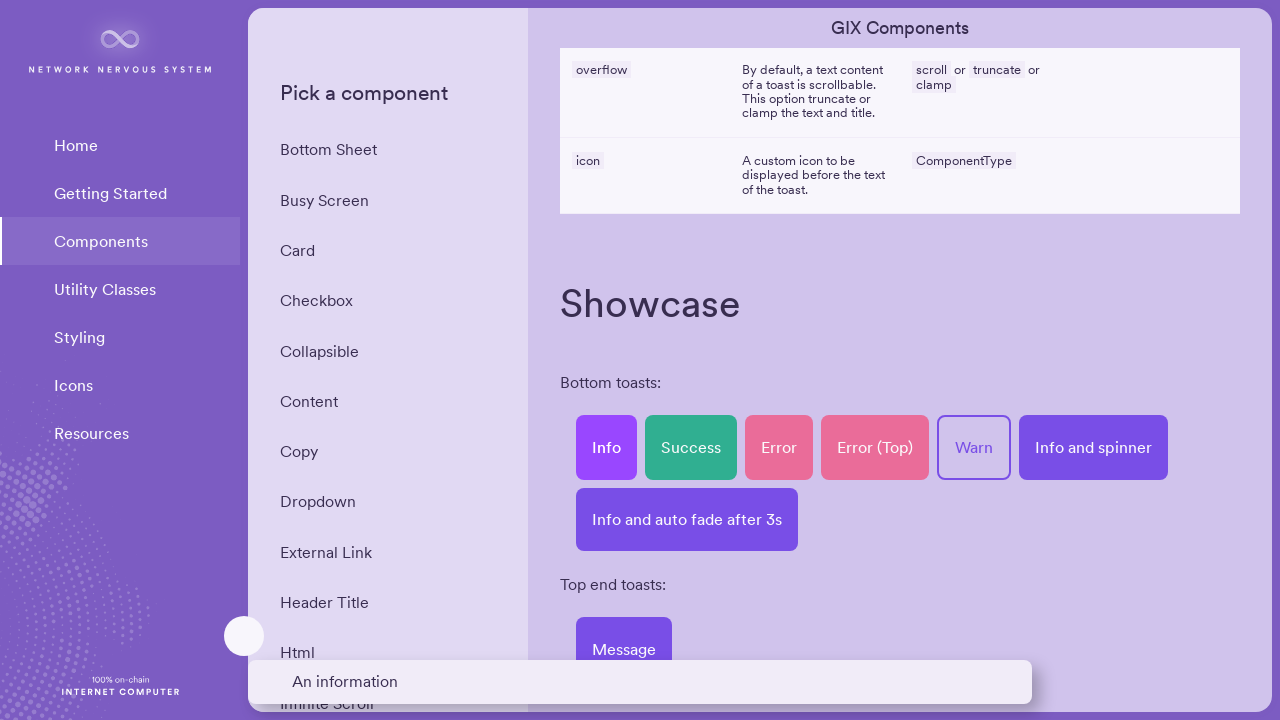 NETWORK NERVOUS SYSTEM
Home
Getting Started
Components
Utility Classes
Styling
Icons
Resources
100% on-chain
INTERNET COMPUTER
Pick a component
Bottom Sheet
Busy Screen
Card
Checkbox
Collapsible
Content
Copy
Dropdown
External Link
Header Title
Html
Infinite Scroll
GIX Components
overflow
By default, a text content
of a toast is scrollable.
This option truncate or
clamp the text and title.
scroll or truncate or
clamp
icon
A custom icon to be
displayed before the text
of the toast.
ComponentType
Showcase
Bottom toasts:
Info
Success
Error
Error (Top)
Warn
Info and spinner
Info and auto fade after 3s
Top end toasts:
Message
An information